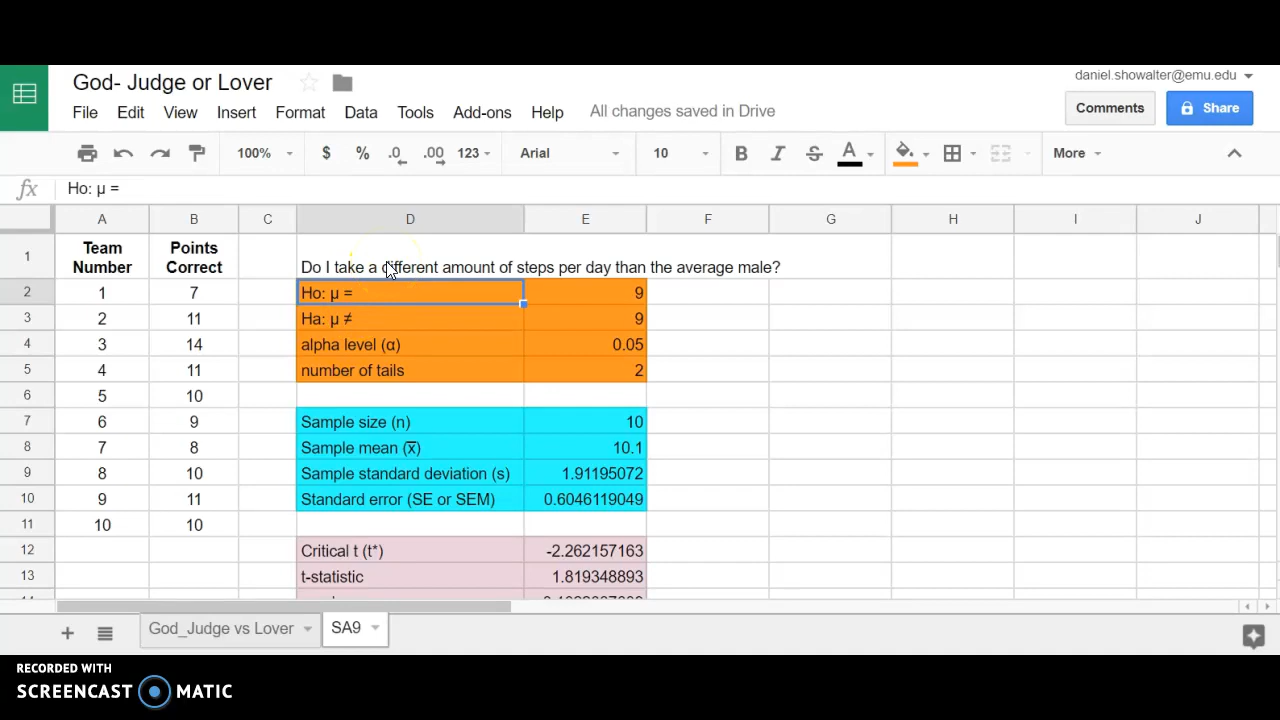 God- Judge or Lover
daniel.showalter@emu.edu
File Edit View Insert Format Data Tools Add-ons Help All changes saved in Drive
Comments Share
100% $ % .0 .00 123 Arial 10 B I S A More
fx Ho: μ =
A B C D E F G H I J
1 Team Number Points Correct Do I take a different amount of steps per day than the average male?
2 1 7 Ho: μ = 9
3 2 11 Ha: μ ≠ 9
4 3 14 alpha level (α) 0.05
5 4 11 number of tails 2
6 5 10
7 6 9 Sample size (n) 10
8 7 8 Sample mean (x̅) 10.1
9 8 10 Sample standard deviation (s) 1.91195072
10 9 11 Standard error (SE or SEM) 0.6046119049
11 10 10
12 Critical t (t*) -2.262157163
13 t-statistic 1.819348893
God_Judge vs Lover SA9
RECORDED WITH
SCREENCAST MATIC